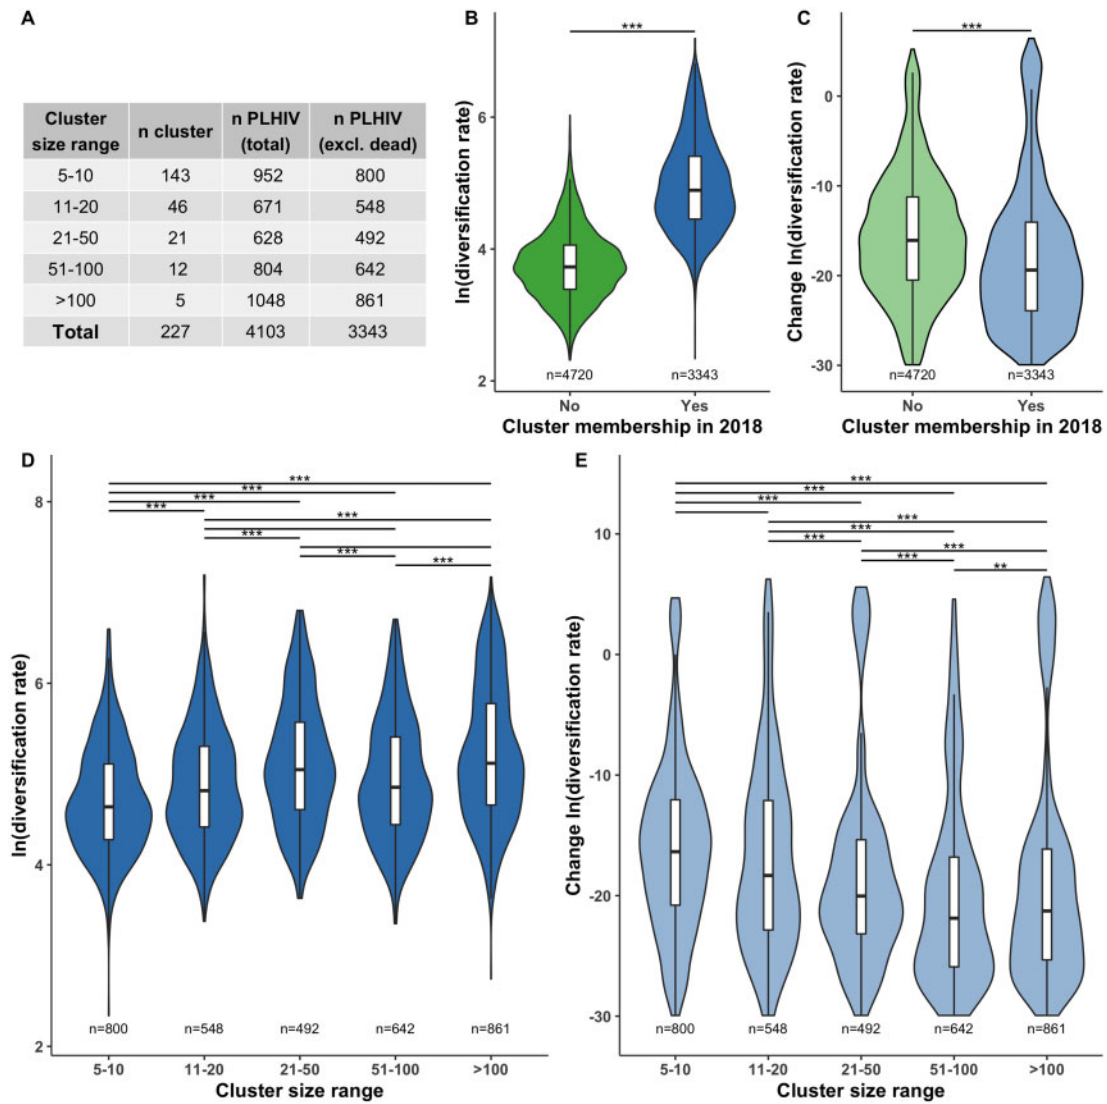 A
Cluster size range n cluster n PLHIV (total) n PLHIV (excl. dead)
5-10 143 952 800
11-20 46 671 548
21-50 21 628 492
51-100 12 804 642
>100 5 1048 861
Total 227 4103 3343
B
***
ln(diversification rate)
6
4
2
n=4720 n=3343
No Yes
Cluster membership in 2018
C
***
Change ln(diversification rate)
0
-10
-20
-30
n=4720 n=3343
No Yes
Cluster membership in 2018
D
***
***
***
***
***
***
***
***
ln(diversification rate)
8
6
4
2
n=800 n=548 n=492 n=642 n=861
5-10 11-20 21-50 51-100 >100
Cluster size range
E
***
***
***
***
***
***
***
***
**
Change ln(diversification rate)
10
0
-10
-20
-30
n=800 n=548 n=492 n=642 n=861
5-10 11-20 21-50 51-100 >100
Cluster size range